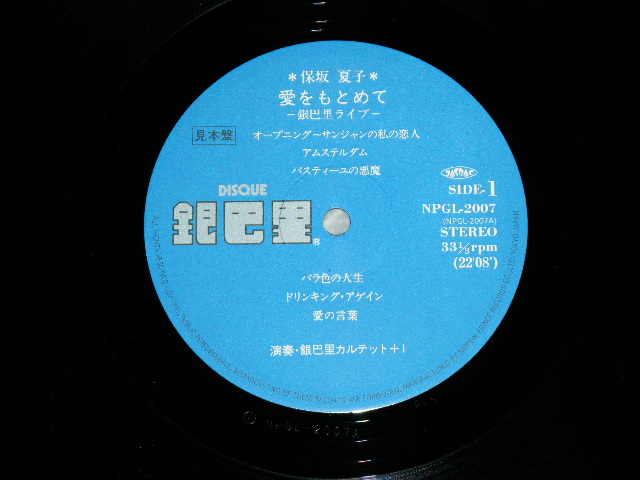 ＊保坂 夏子＊
愛をもとめて
－銀巴里ライブ－
見本盤
オープニング〜サンジャンの私の恋人
アムステルダム
バスティーユの悪魔
DISQUE
銀巴里®
SIDE-1
NPGL-2007
(NPGL-2007A)
STEREO
33⅓rpm
(22'08")
バラ色の人生
ドリンキング・アゲイン
愛の言葉
演奏・銀巴里カルテット＋1
NPGL-2007A